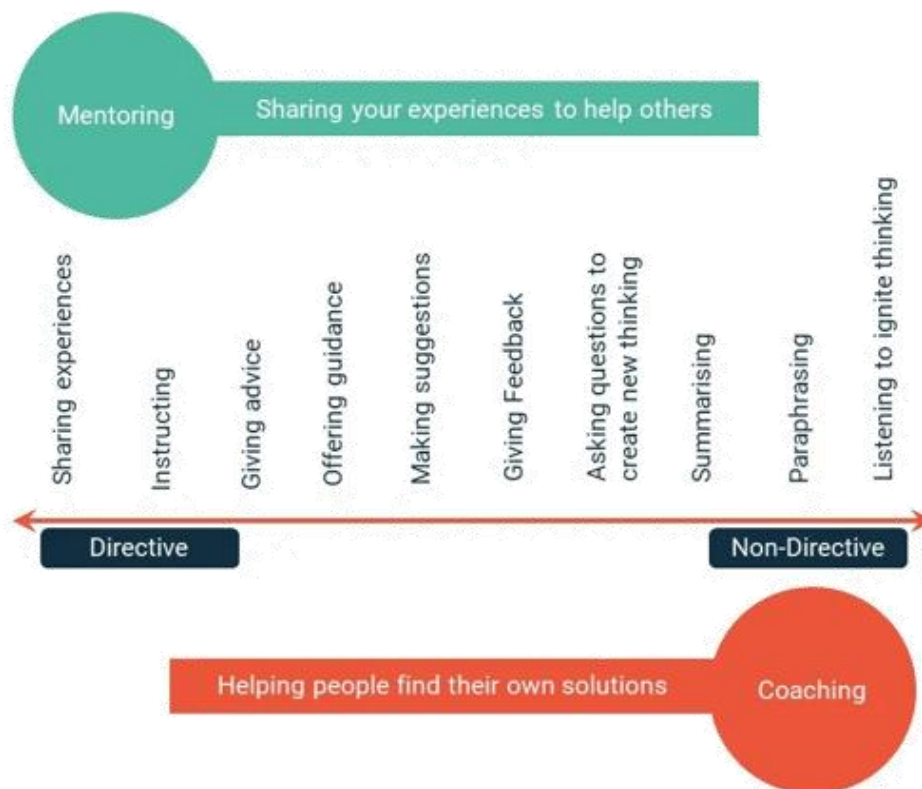 Mentoring
Sharing your experiences to help others
Sharing experiences
Instructing
Giving advice
Offering guidance
Making suggestions
Giving Feedback
Asking questions to
create new thinking
Summarising
Paraphrasing
Listening to ignite thinking
Directive
Non-Directive
Helping people find their own solutions
Coaching